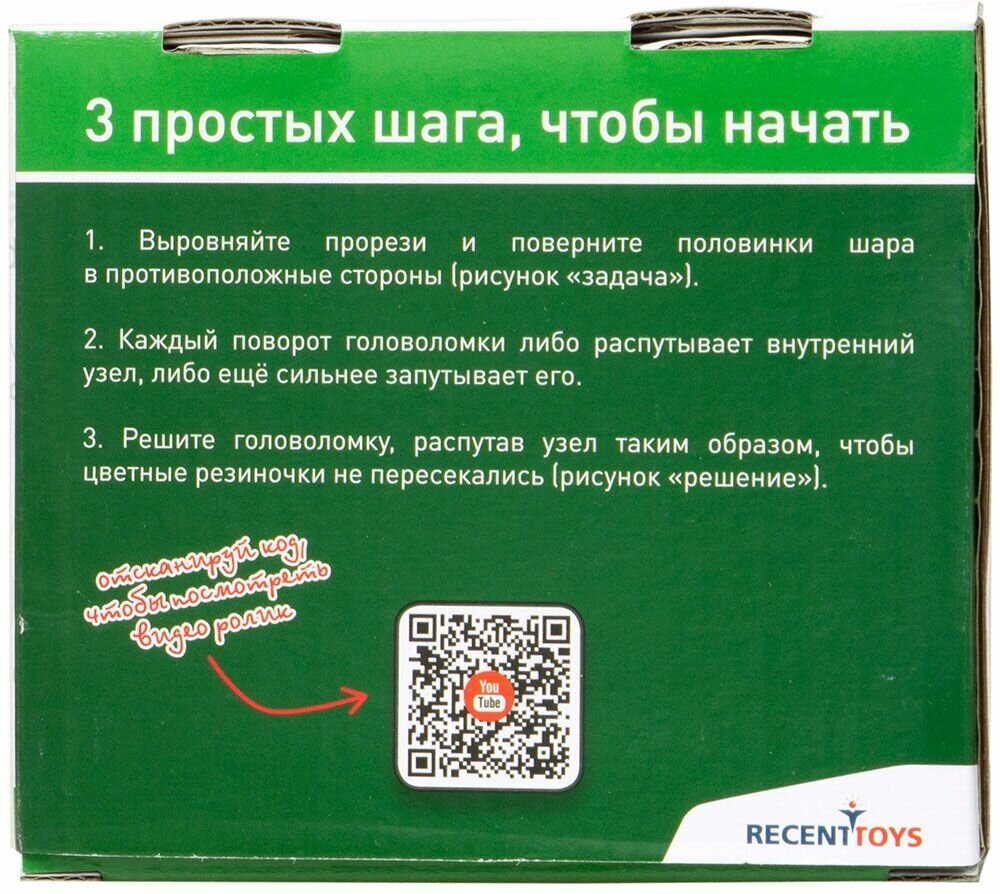 3 простых шага, чтобы начать
1. Выровняйте прорези и поверните половинки шара
в противоположные стороны (рисунок «задача»).
2. Каждый поворот головоломки либо распутывает внутренний
узел, либо ещё сильнее запутывает его.
3. Решите головоломку, распутав узел таким образом, чтобы
цветные резиночки не пересекались (рисунок «решение»).
отсканируй код,
чтобы посмотреть
видео ролик
You
Tube
RECENTTOYS